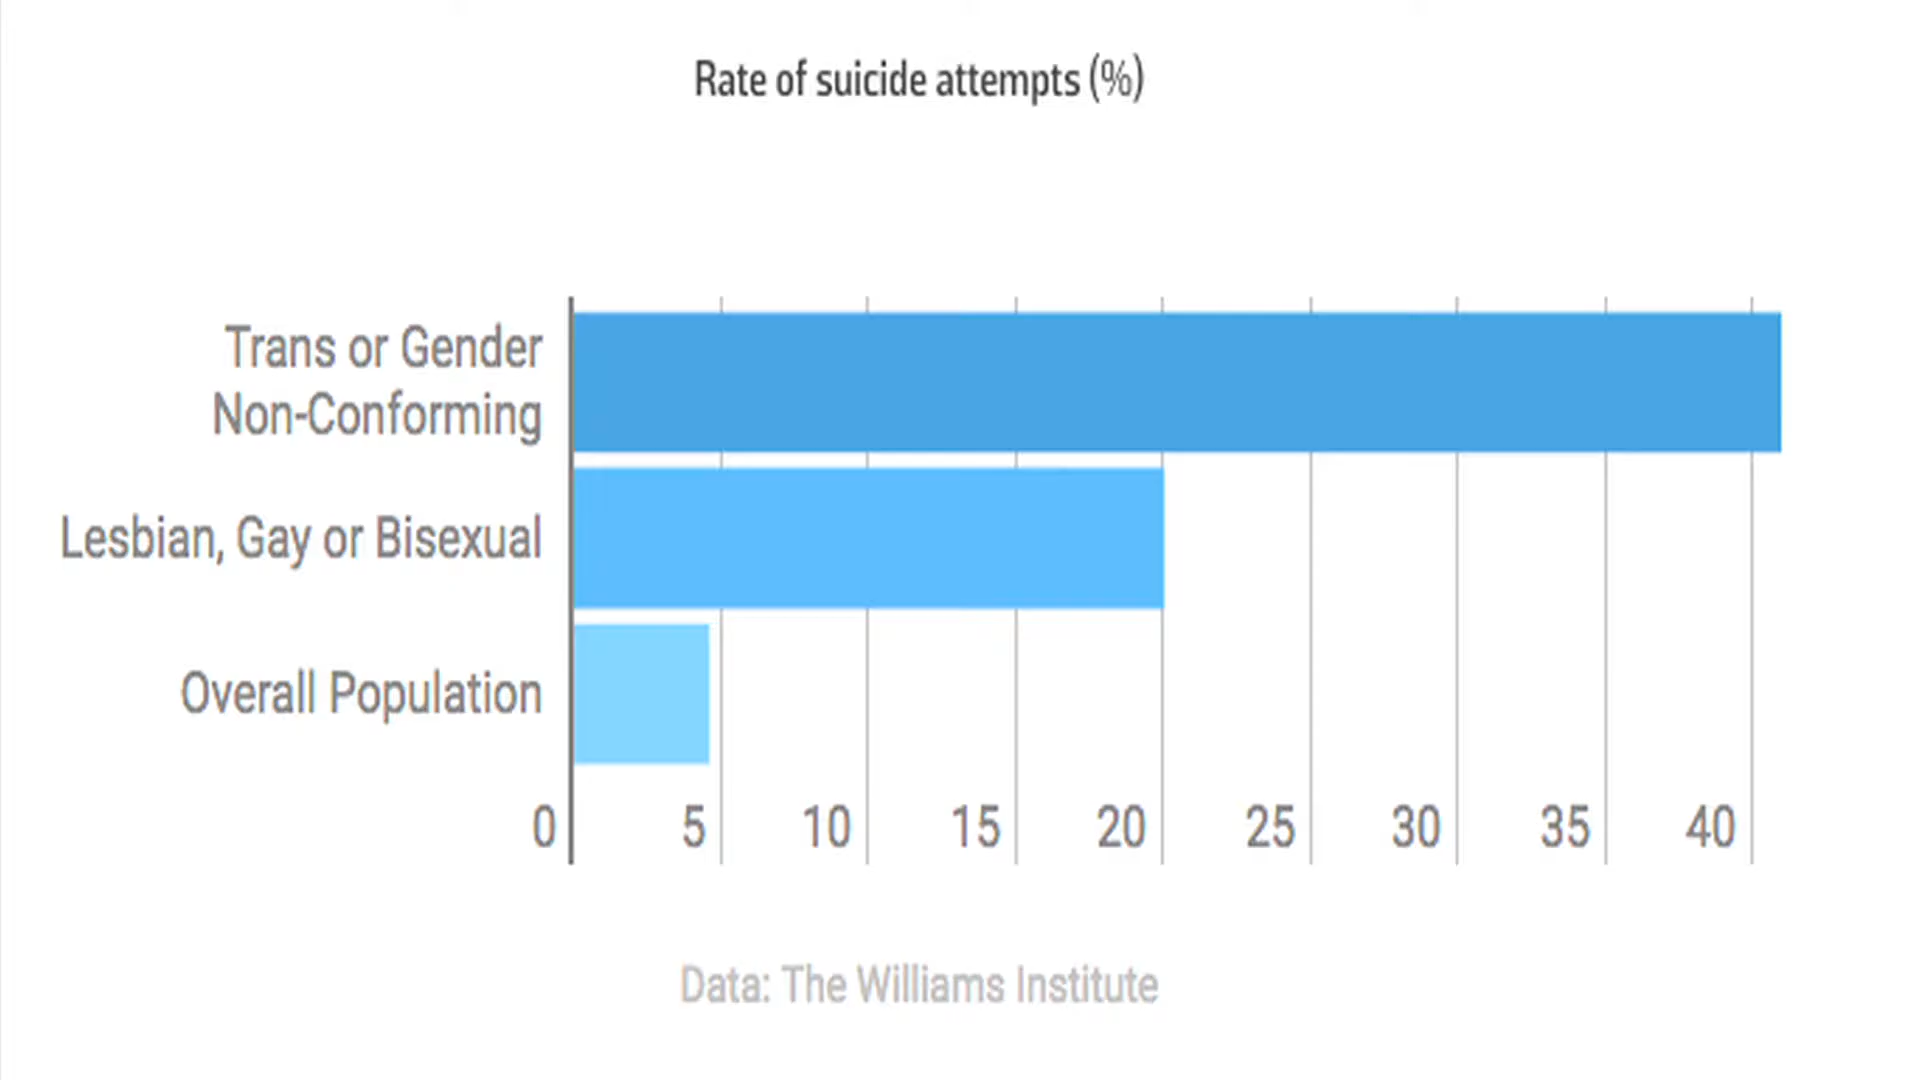 Rate of suicide attempts (%)
Trans or Gender
Non-Conforming
Lesbian, Gay or Bisexual
Overall Population
0 5 10 15 20 25 30 35 40
Data: The Williams Institute